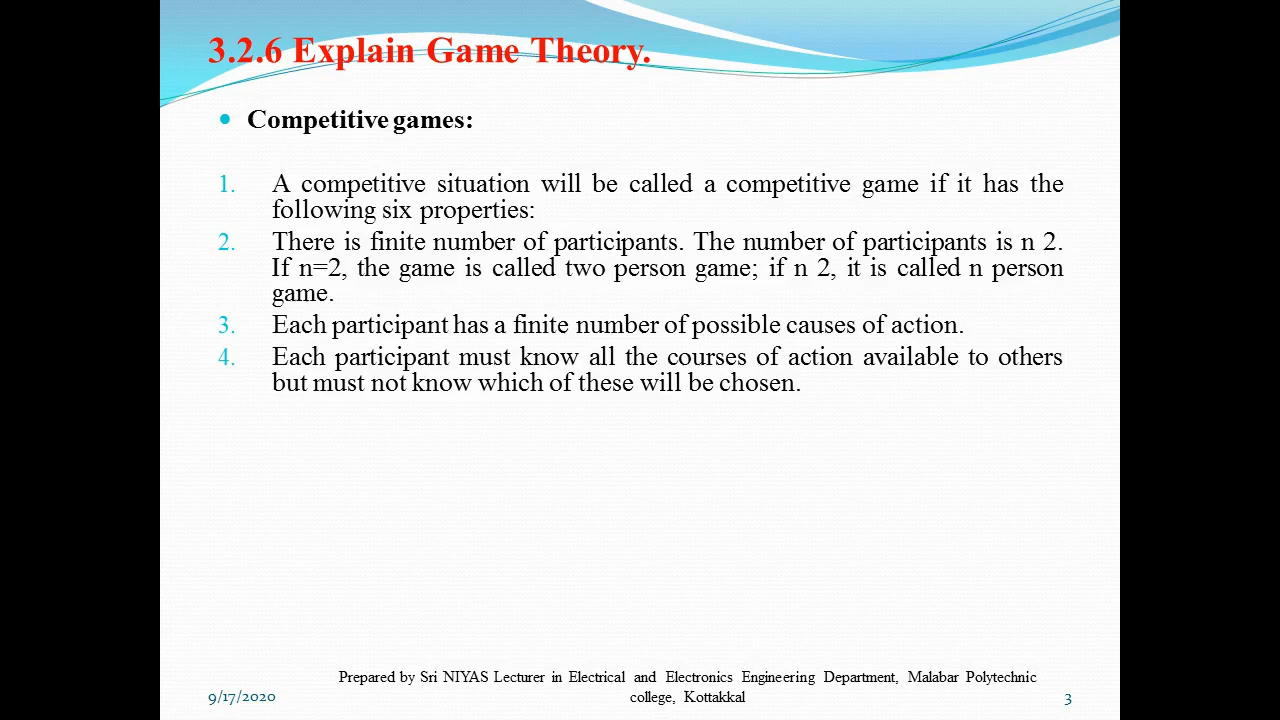 3.2.6 Explain Game Theory.
• Competitive games:
1. A competitive situation will be called a competitive game if it has the
following six properties:
2. There is finite number of participants. The number of participants is n 2.
If n=2, the game is called two person game; if n 2, it is called n person
game.
3. Each participant has a finite number of possible causes of action.
4. Each participant must know all the courses of action available to others
but must not know which of these will be chosen.
Prepared by Sri NIYAS Lecturer in Electrical and Electronics Engineering Department, Malabar Polytechnic
9/17/2020 college, Kottakkal 3